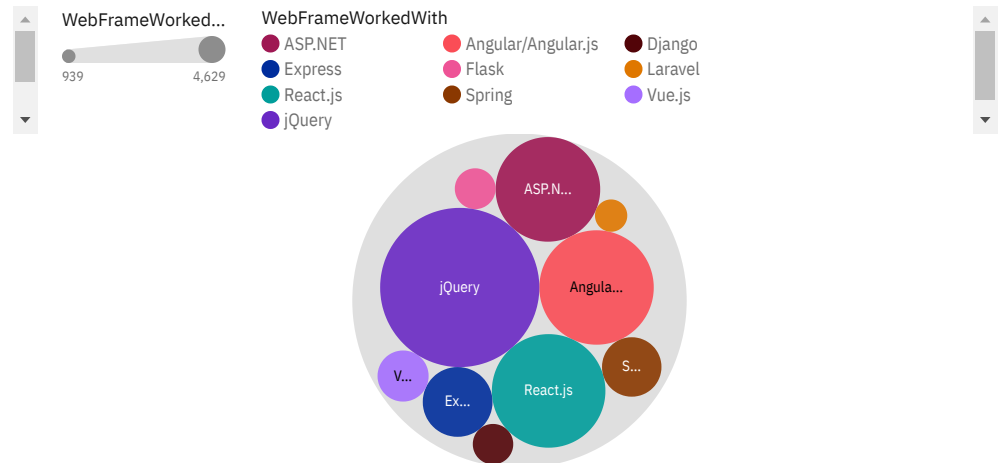 WebFrameWorked...
939
4,629
WebFrameWorkedWith
ASP.NET
Angular/Angular.js
Django
Express
Flask
Laravel
React.js
Spring
Vue.js
jQuery
ASP.N...
jQuery
Angula...
V...
Ex...
React.js
S...